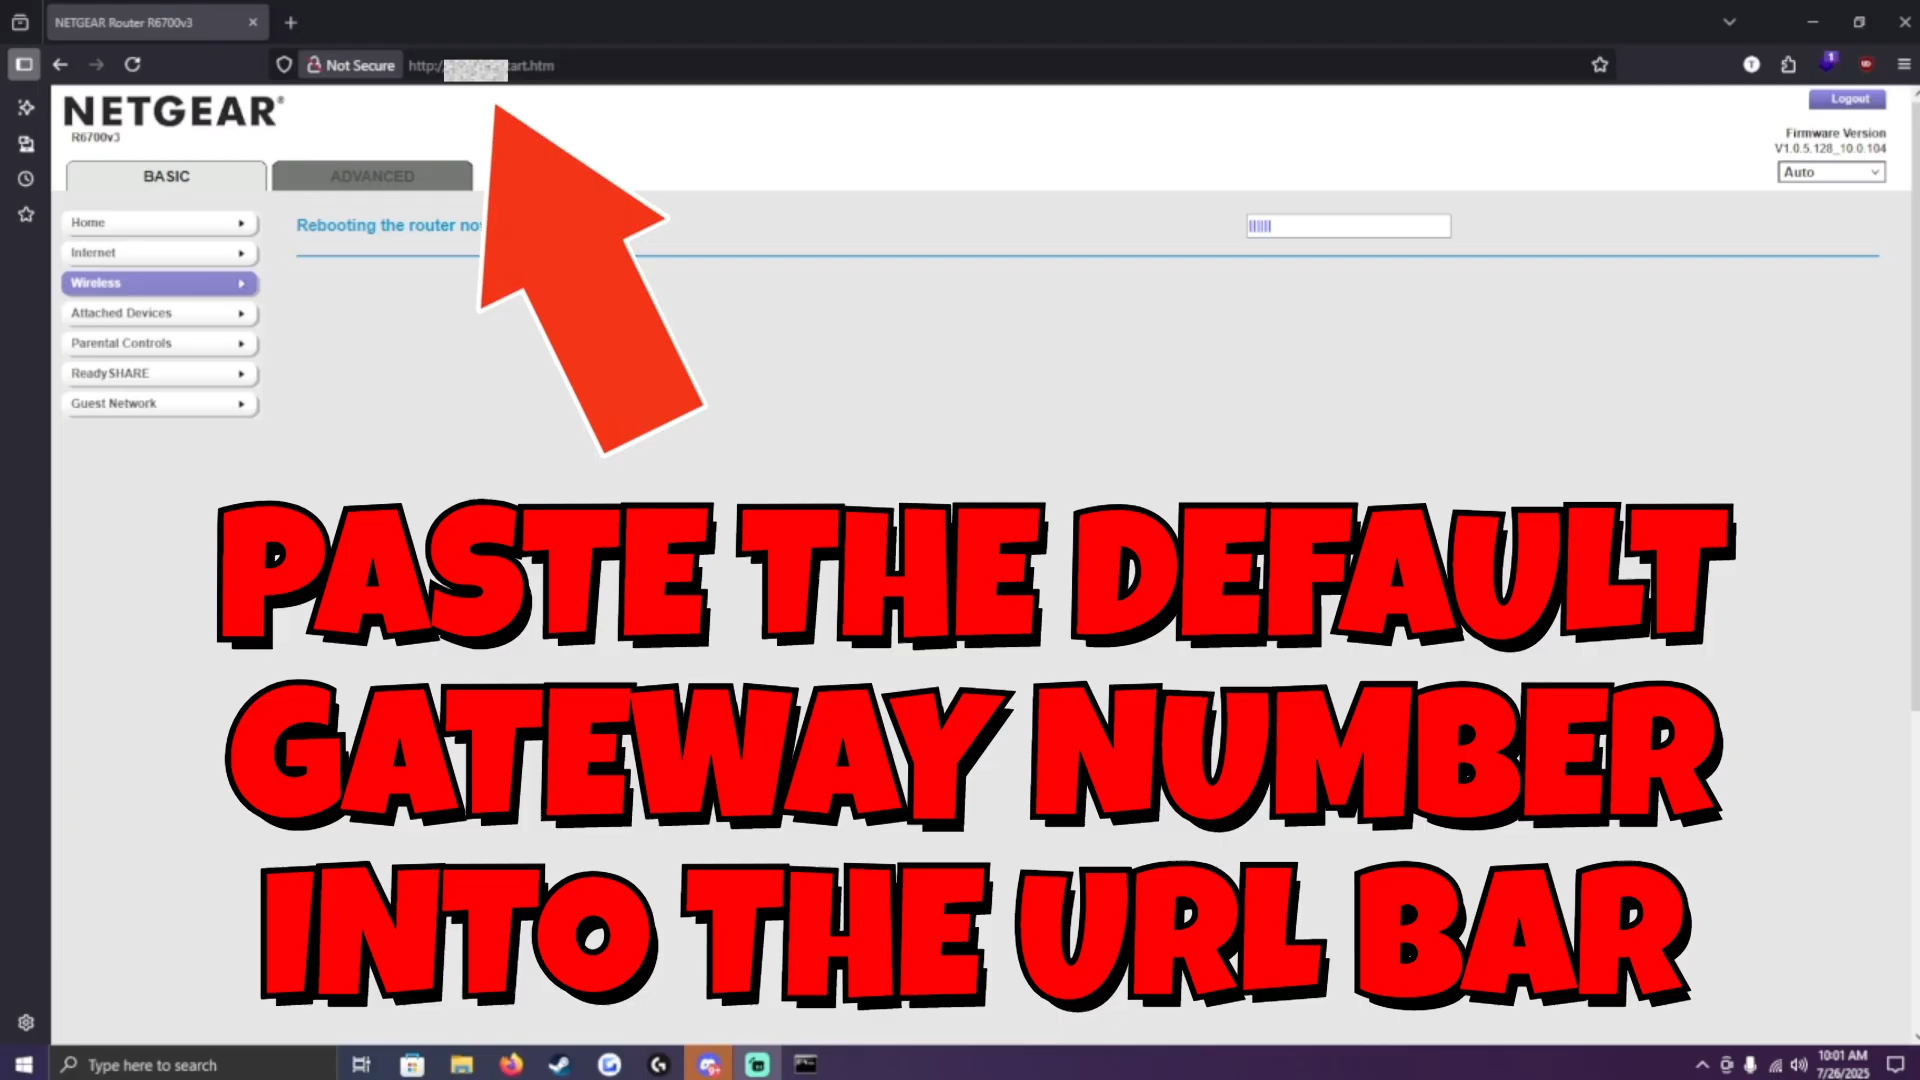 NETGEAR Router R6700v3
Not Secure http:/ art.htm
NETGEAR®
R6700v3
Logout
Firmware Version
V1.0.5.128_10.0.104
Auto
BASIC
ADVANCED
Home
Internet
Wireless
Attached Devices
Parental Controls
ReadySHARE
Guest Network
Rebooting the router
PASTE THE DEFAULT
GATEWAY NUMBER
INTO THE URL BAR
Type here to search
10:01 AM
7/26/2025